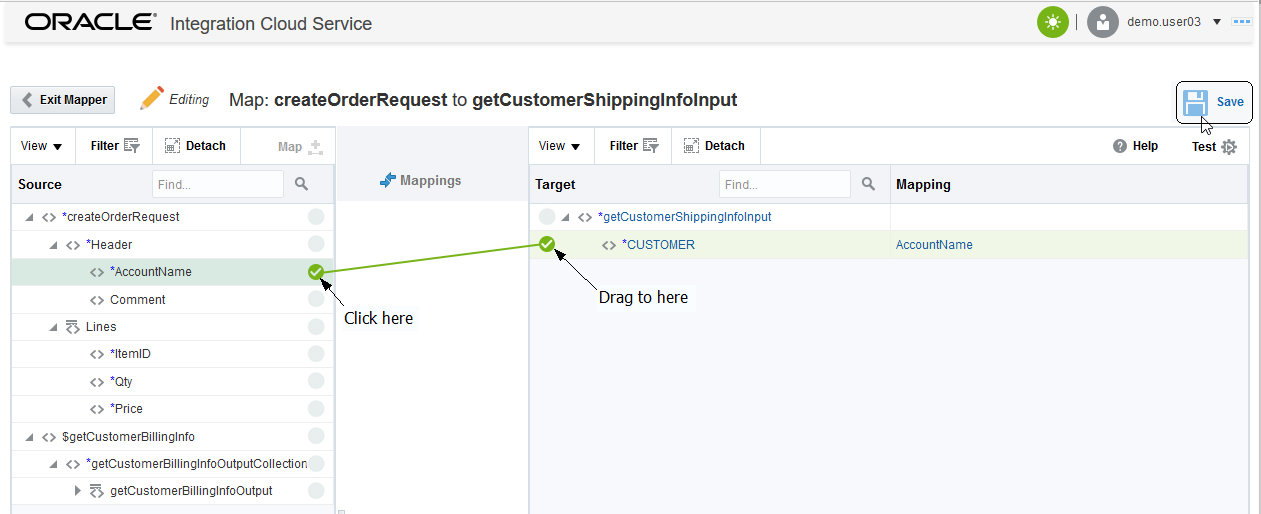 ORACLE Integration Cloud Service
demo.user03
Exit Mapper
Editing
Map: createOrderRequest to getCustomerShippingInfoInput
Save
View Filter Detach Map
Mappings
View Filter Detach
Help Test
Source Find...
Target Find... Mapping
*createOrderRequest
*Header
*AccountName
Comment
Lines
*ItemID
*Qty
*Price
$getCustomerBillingInfo
*getCustomerBillingInfoOutputCollection
getCustomerBillingInfoOutput
*getCustomerShippingInfoInput
*CUSTOMER AccountName
Click here
Drag to here